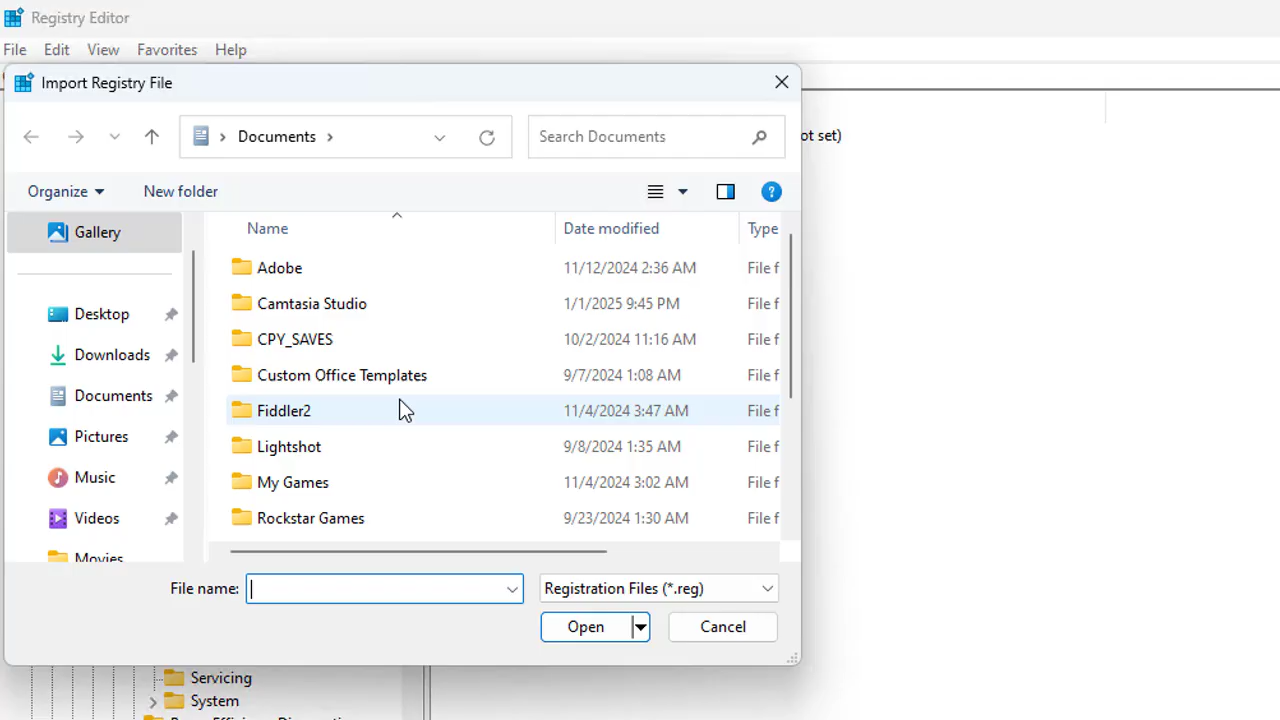 Registry Editor
File Edit View Favorites Help
Import Registry File
Documents
Search Documents
ot set)
Organize New folder
Gallery
Name Date modified Type
Adobe 11/12/2024 2:36 AM File f
Camtasia Studio 1/1/2025 9:45 PM File f
Desktop
CPY_SAVES 10/2/2024 11:16 AM File f
Downloads
Custom Office Templates 9/7/2024 1:08 AM File f
Documents
Fiddler2 11/4/2024 3:47 AM File f
Pictures
Lightshot 9/8/2024 1:35 AM File f
Music
My Games 11/4/2024 3:02 AM File f
Videos
Rockstar Games 9/23/2024 1:30 AM File f
Movies
File name: Registration Files (*.reg)
Open Cancel
Servicing
System